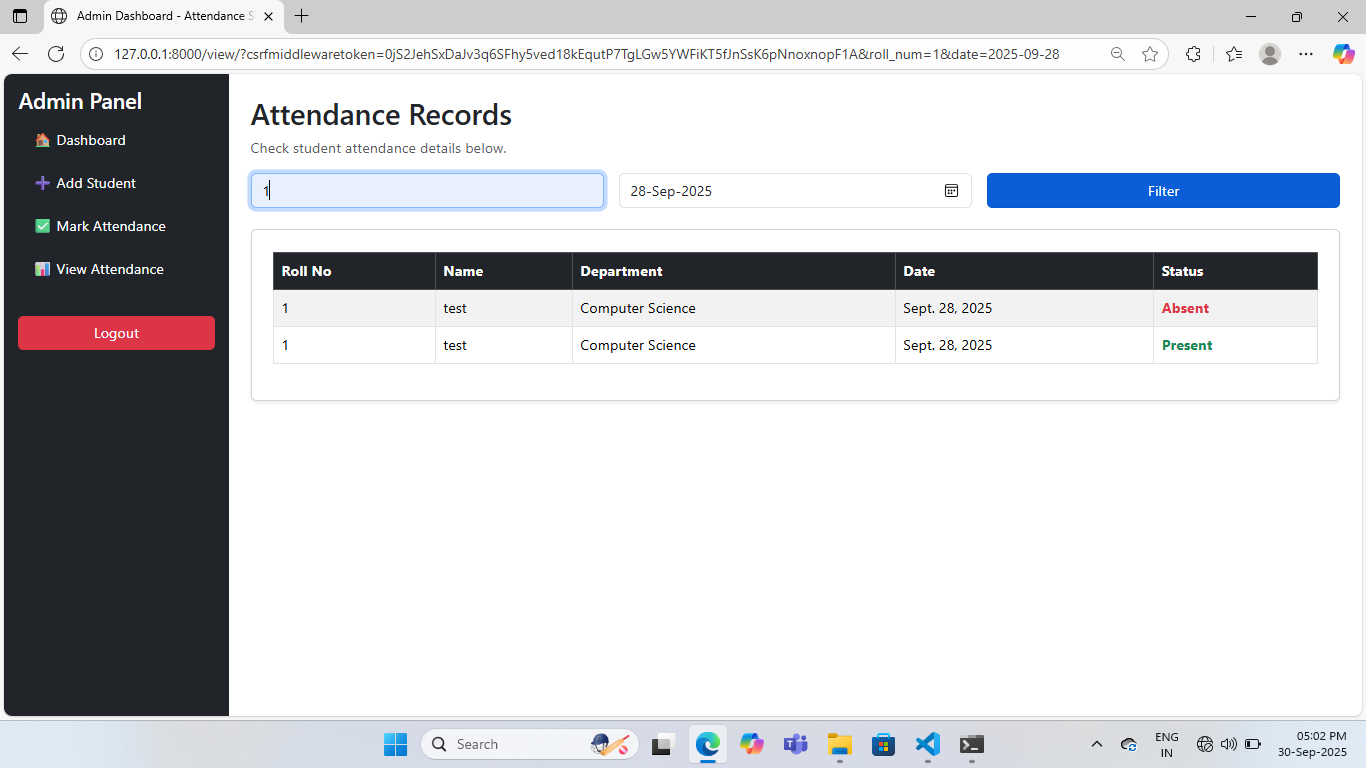 Admin Dashboard - Attendance S
127.0.0.1:8000/view/?csrfmiddlewaretoken=0jS2JehSxDaJv3q6SFhy5ved18kEqutP7TgLGw5YWFiKT5fJnSsK6pNnoxnopF1A&roll_num=1&date=2025-09-28
Admin Panel
Dashboard
Add Student
Mark Attendance
View Attendance
Logout
Attendance Records
Check student attendance details below.
1 28-Sep-2025 Filter
Roll No Name Department Date Status
1 test Computer Science Sept. 28, 2025 Absent
1 test Computer Science Sept. 28, 2025 Present
Search
ENG
IN
05:02 PM
30-Sep-2025